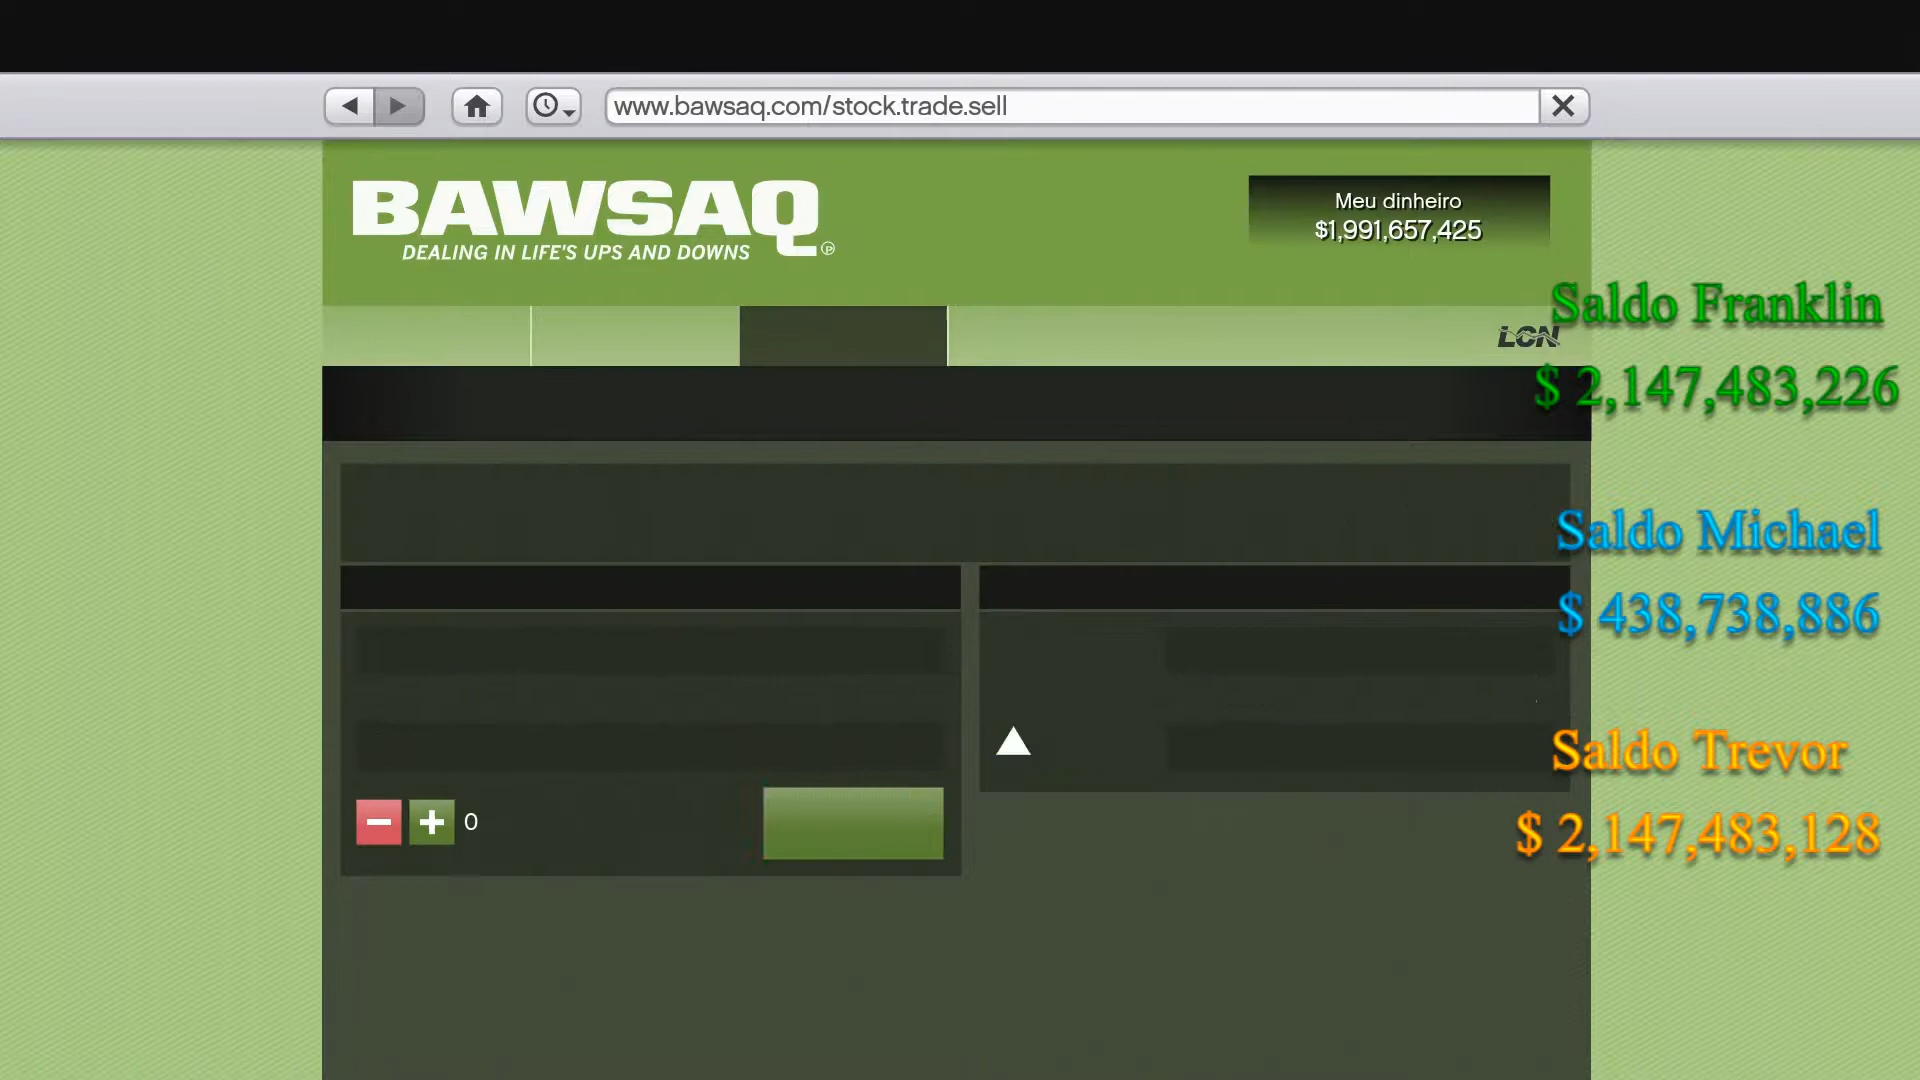 www.bawsaq.com/stock.trade.sell
BAWSAQ
DEALING IN LIFE'S UPS AND DOWNS
Meu dinheiro
$1,991,657,425
LCN
Saldo Franklin
$ 2,147,483,226
Saldo Michael
$ 438,738,886
Saldo Trevor
$ 2,147,483,128
0